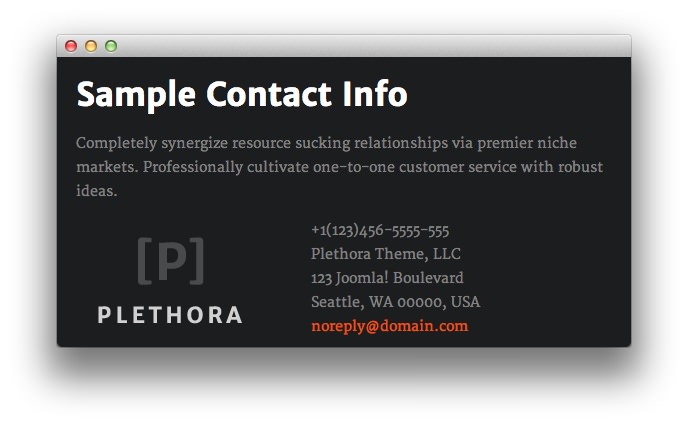 Sample Contact Info
Completely synergize resource sucking relationships via premier niche
markets. Professionally cultivate one-to-one customer service with robust
ideas.
[P]
PLETHORA
+1(123)456-5555-555
Plethora Theme, LLC
123 Joomla! Boulevard
Seattle, WA 00000, USA
noreply@domain.com